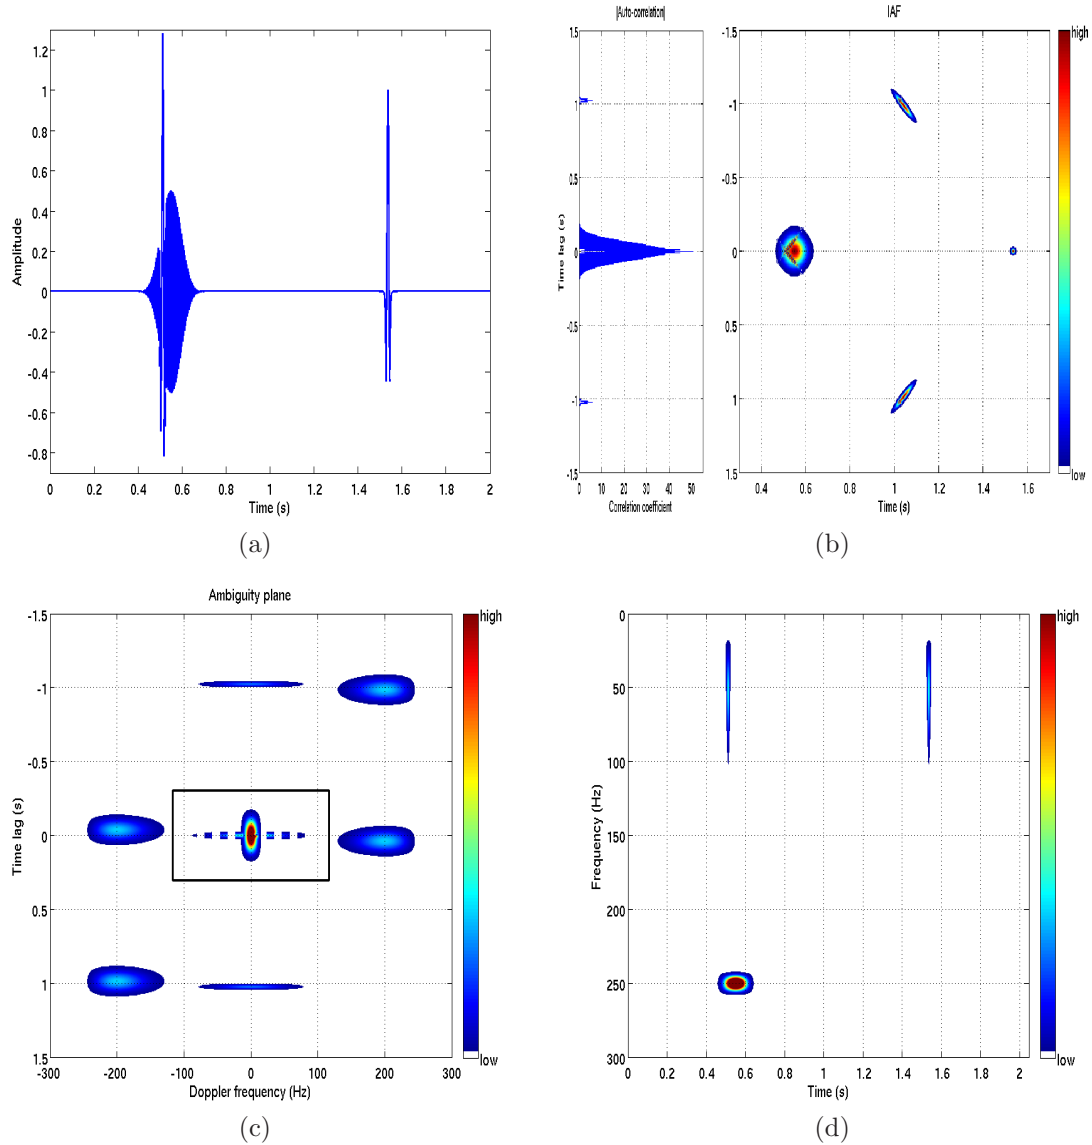 1.2
1
0.8
0.6
0.4
0.2
0
-0.2
-0.4
-0.6
-0.8
Amplitude
0 0.2 0.4 0.6 0.8 1 1.2 1.4 1.6 1.8 2
Time (s)
(a)
|Auto-correlation|
1.5
1
0.5
0
-0.5
-1
-1.5
Time lag (s)
0 10 20 30 40 50
Correlation coefficient
IAF
-1.5
-1
-0.5
0
0.5
1
1.5
0.4 0.6 0.8 1 1.2 1.4 1.6
Time (s)
high
low
(b)
Ambiguity plane
-1.5
-1
-0.5
0
0.5
1
1.5
Time lag (s)
-300 -200 -100 0 100 200 300
Doppler frequency (Hz)
high
low
(c)
0
50
100
150
200
250
300
Frequency (Hz)
0 0.2 0.4 0.6 0.8 1 1.2 1.4 1.6 1.8 2
Time (s)
high
low
(d)